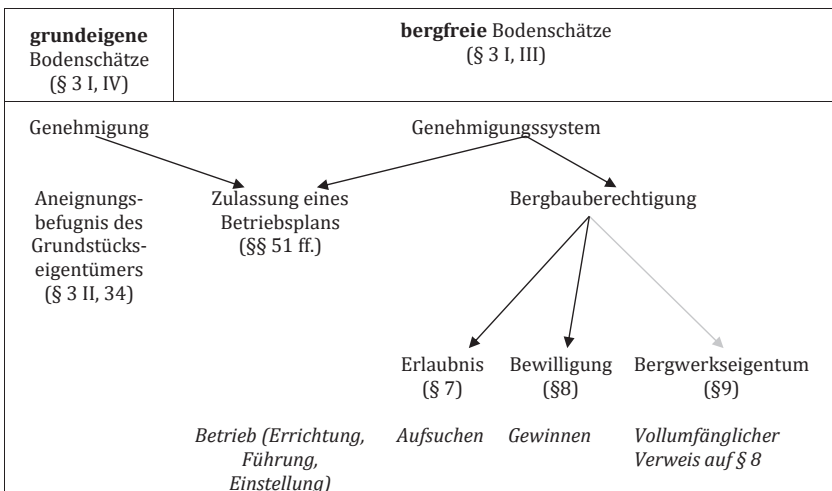 grundeigene
Bodenschätze
(§ 3 I, IV)
bergfreie Bodenschätze
(§ 3 I, III)
Genehmigung
Genehmigungssystem
Aneignungs-
befugnis des
Grundstücks-
eigentümers
(§ 3 II, 34)
Zulassung eines
Betriebsplans
(§§ 51 ff.)
Bergbauberechtigung
Erlaubnis
(§ 7)
Bewilligung
(§8)
Bergwerkseigentum
(§9)
Betrieb (Errichtung,
Führung,
Einstellung)
Aufsuchen
Gewinnen
Vollumfänglicher
Verweis auf § 8